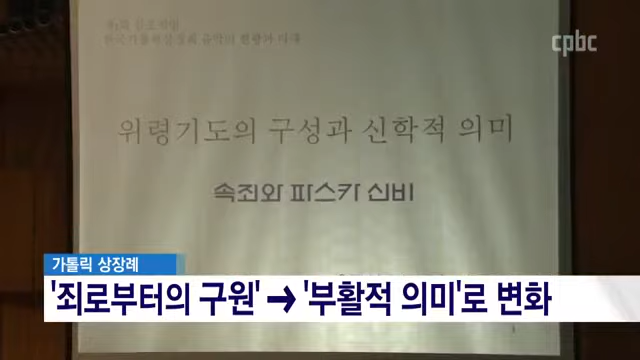 cpbc
위령기도의 구성과 신학적 의미
속죄와 파스카 신비
가톨릭 상장례
'죄로부터의 구원' → '부활적 의미'로 변화